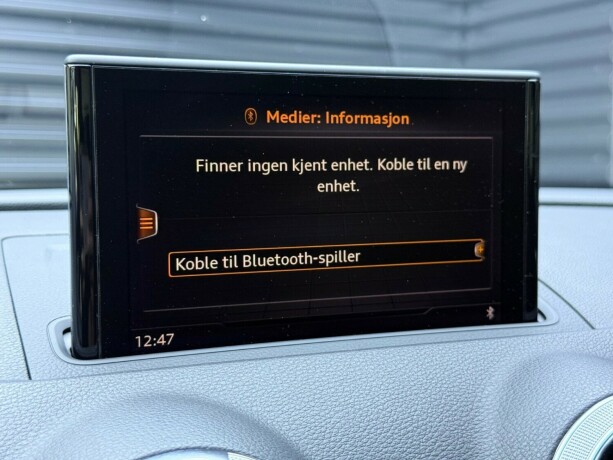 Medier: Informasjon
Finner ingen kjent enhet. Koble til en ny
enhet.
Koble til Bluetooth-spiller
12:47